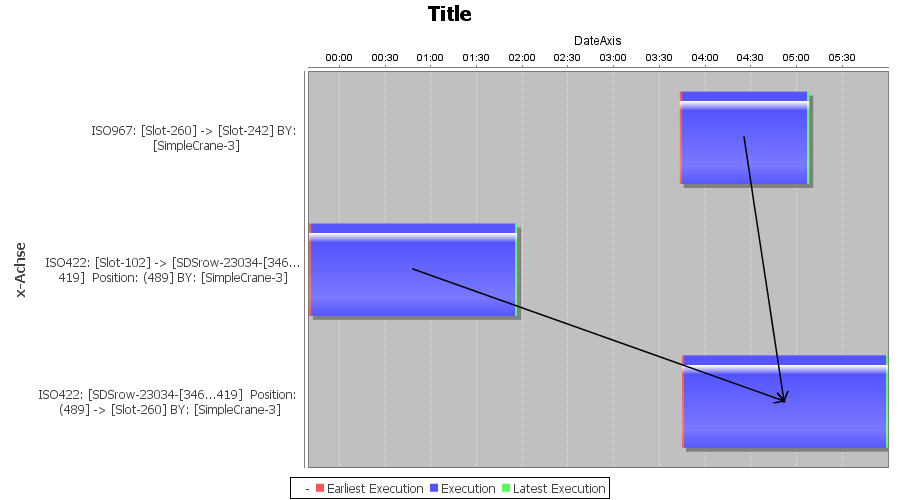 Title
DateAxis
00:00 00:30 01:00 01:30 02:00 02:30 03:00 03:30 04:00 04:30 05:00 05:30
x-Achse
ISO967: [Slot-260] -> [Slot-242] BY:
[SimpleCrane-3]
ISO422: [Slot-102] -> [SDSrow-23034-[346...
419] Position: (489] BY: [SimpleCrane-3]
ISO422: [SDSrow-23034-[346...419] Position:
(489] -> [Slot-260] BY: [SimpleCrane-3]
- Earliest Execution Execution Latest Execution